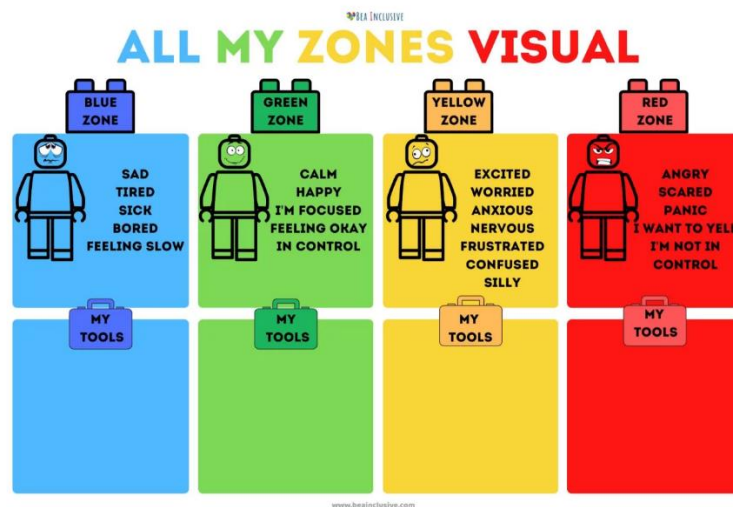 BEA INCLUSIVE
ALL MY ZONES VISUAL
BLUE
ZONE
SAD
TIRED
SICK
BORED
FEELING SLOW
MY
TOOLS
GREEN
ZONE
CALM
HAPPY
I'M FOCUSED
FEELING OKAY
IN CONTROL
MY
TOOLS
YELLOW
ZONE
EXCITED
WORRIED
ANXIOUS
NERVOUS
FRUSTRATED
CONFUSED
SILLY
MY
TOOLS
RED
ZONE
ANGRY
SCARED
PANIC
I WANT TO YELL
I'M NOT IN
CONTROL
MY
TOOLS
www.beainclusive.com